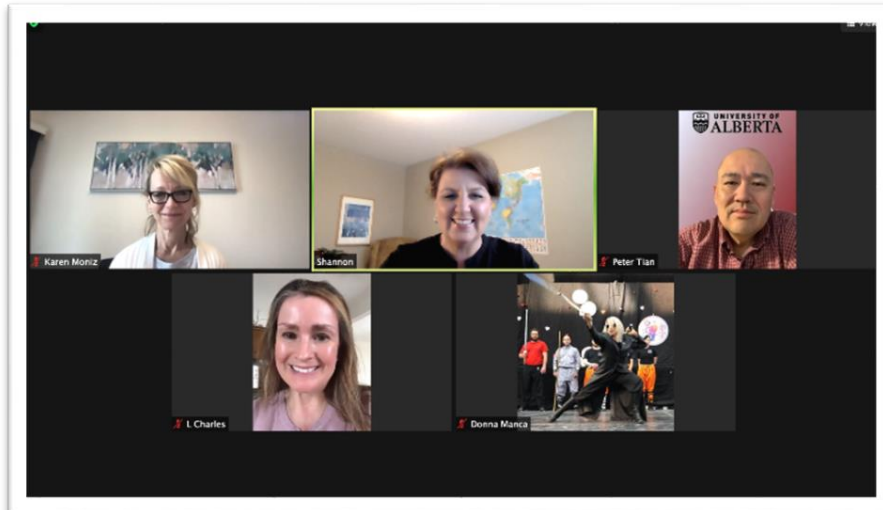 UNIVERSITY OF
ALBERTA
Karen Moniz
Shannon
Peter Tian
L Charles
Donna Manca